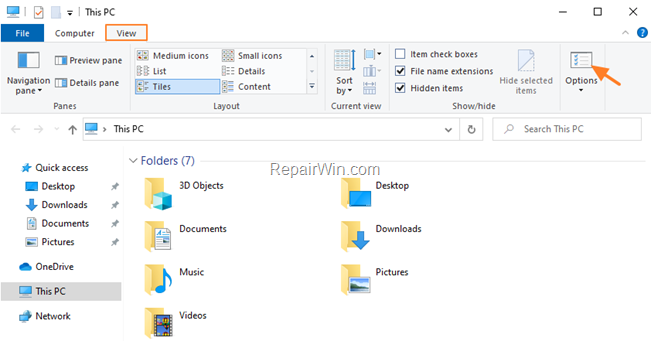 This PC
File Computer View
Navigation pane
Preview pane
Details pane
Panes
Medium icons Small icons
List Details
Tiles Content
Layout
Sort by
Current view
Item check boxes
File name extensions
Hidden items
Hide selected items
Show/hide
Options
This PC
Search This PC
Quick access
Desktop
Downloads
Documents
Pictures
OneDrive
This PC
Network
Folders (7)
RepairWin.com
3D Objects Desktop
Documents Downloads
Music Pictures
Videos